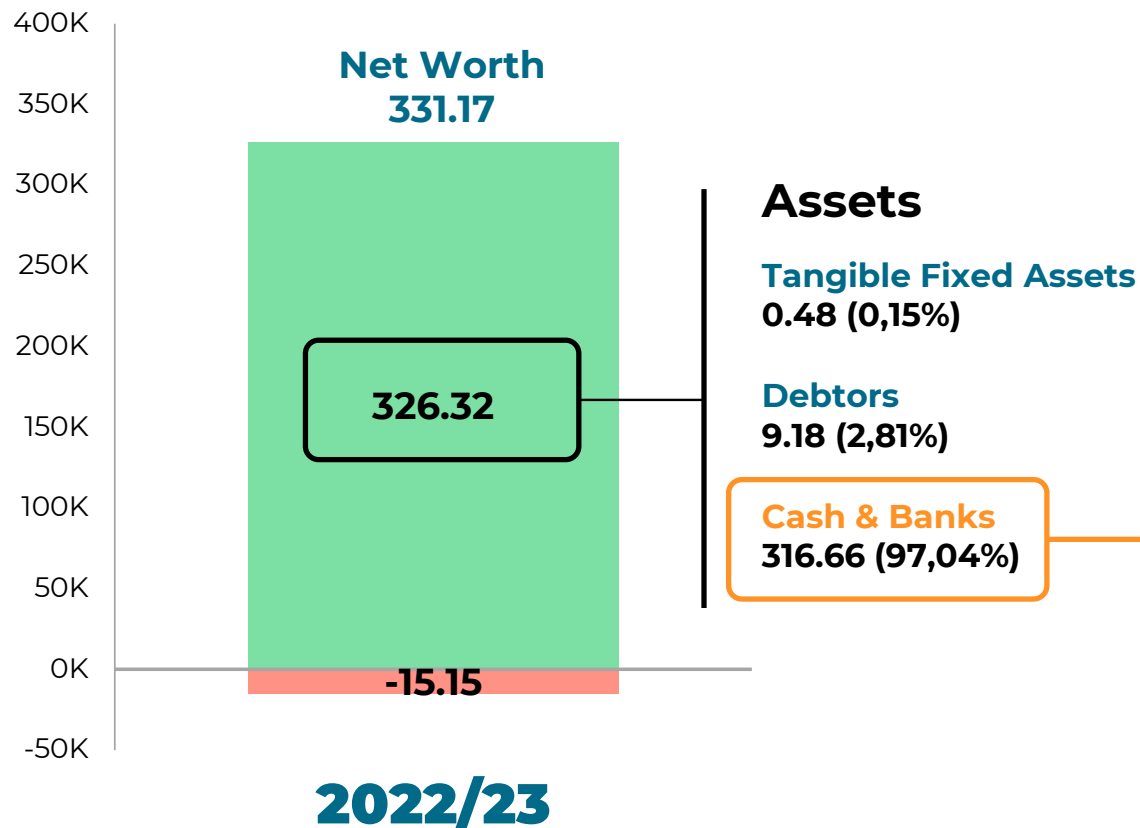 400K
350K
300K
250K
200K
150K
100K
50K
0K
-50K
Net Worth
331.17
326.32
-15.15
2022/23
Assets
Tangible Fixed Assets
0.48 (0,15%)
Debtors
9.18 (2,81%)
Cash & Banks
316.66 (97,04%)